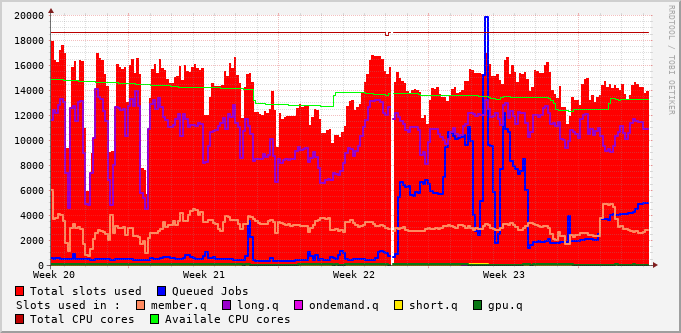 20000
18000
16000
14000
12000
10000
8000
6000
4000
2000
0
Week 20 Week 21 Week 22 Week 23
RRDTOOL / TOBI OETIKER
Total slots used Queued Jobs
Slots used in : member.q long.q ondemand.q short.q gpu.q
Total CPU cores Availale CPU cores